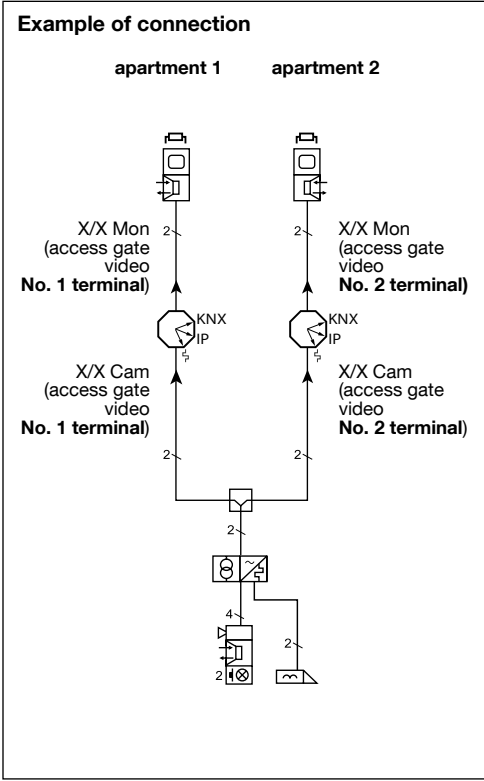 Example of connection
apartment 1 apartment 2
2 2
X/X Mon
(access gate
video
No. 1 terminal)
X/X Mon
(access gate
video
No. 2 terminal)
KNX
IP
KNX
IP
X/X Cam
(access gate
video
No. 1 terminal)
X/X Cam
(access gate
video
No. 2 terminal)
2 2
2
4
2
2